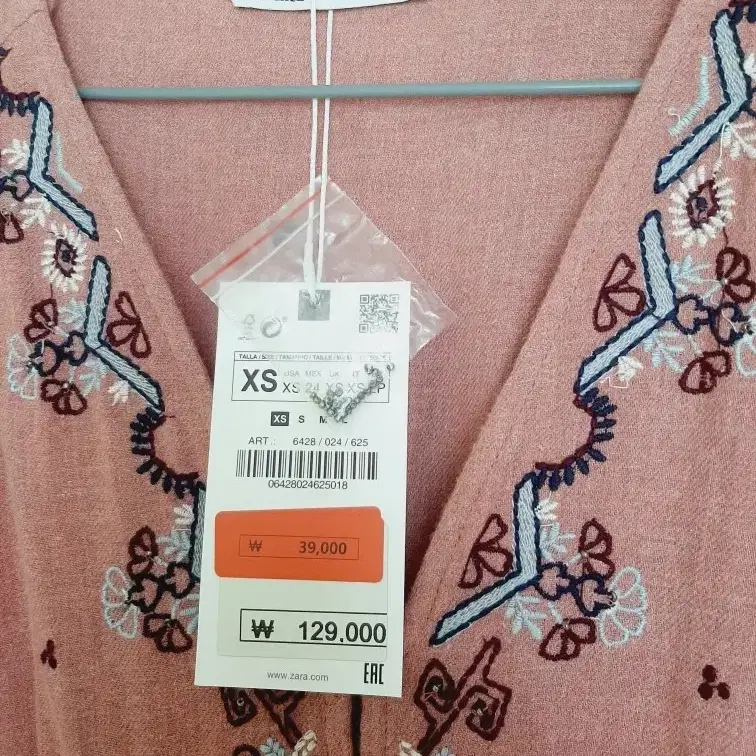 TALLA / SIZE / TAMANHO / TAILLE /
XS USA MEX UK IT
XS 24 XS XS
XS S M L
ART.: 6428 / 024 / 625
06428024625018
₩ 39,000
₩ 129,000
www.zara.com
EAC